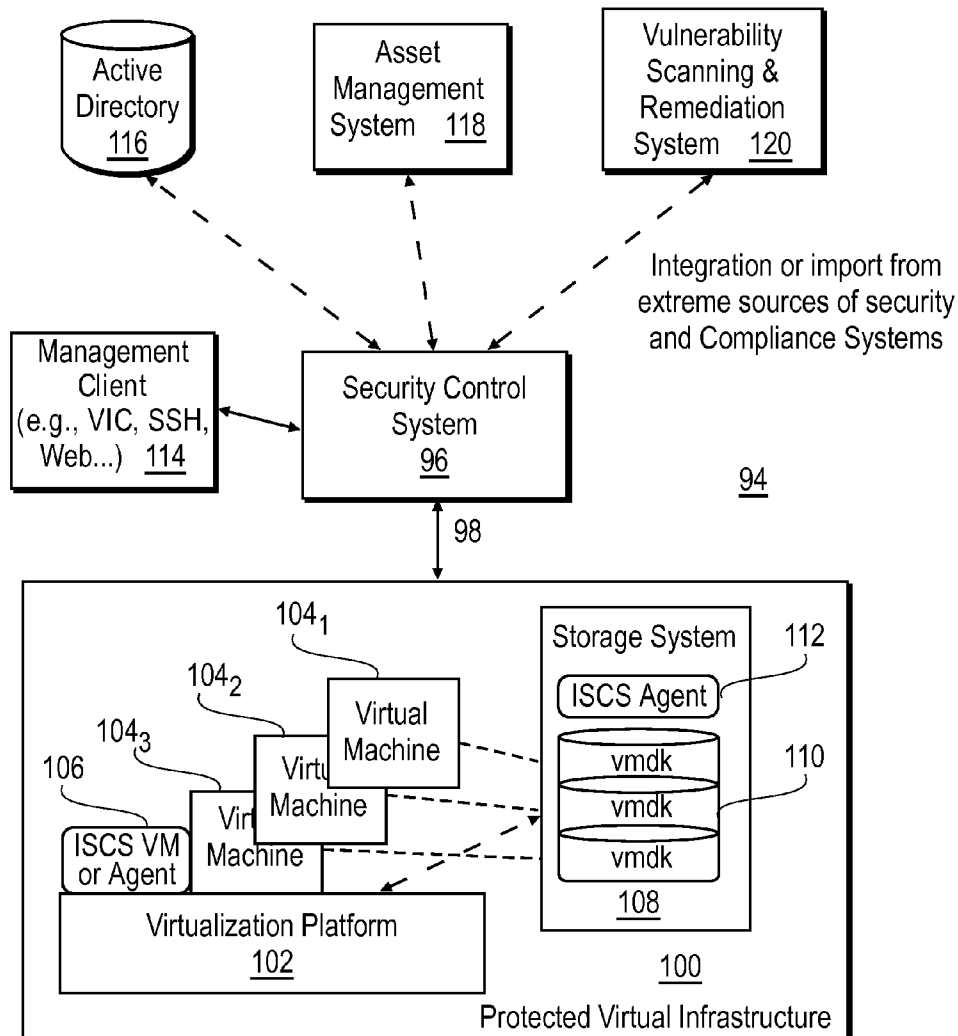 Active
Directory
116
Asset
Management
System 118
Vulnerability
Scanning &
Remediation
System 120
Integration or import from
extreme sources of security
and Compliance Systems
Management
Client
(e.g., VIC, SSH,
Web...) 114
Security Control
System
96
94
98
104₁
Storage System
112
104₂
ISCS Agent
Virtual
Machine
104₃
vmdk
110
106
Virtu
Machine
vmdk
Virt
Machine
vmdk
ISCS VM
or Agent
108
Virtualization Platform
102
100
Protected Virtual Infrastructure